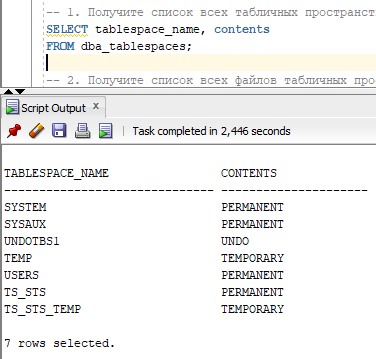 -- 1. Получите список всех табличных пространст
SELECT tablespace_name, contents
FROM dba_tablespaces;
-- 2. Получите список всех файлов табличных про
Script Output x
Task completed in 2,446 seconds
TABLESPACE_NAME CONTENTS
------------------------------ ---------------------
SYSTEM PERMANENT
SYSAUX PERMANENT
UNDOTBS1 UNDO
TEMP TEMPORARY
USERS PERMANENT
TS_STS PERMANENT
TS_STS_TEMP TEMPORARY
7 rows selected.